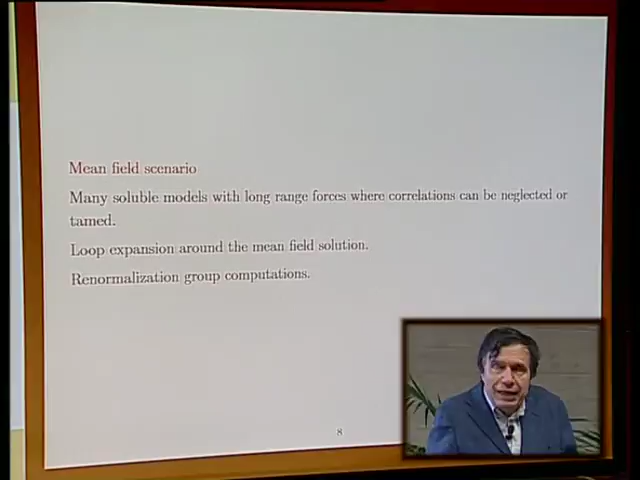 Mean field scenario
Many soluble models with long range forces where correlations can be neglected or
tamed.
Loop expansion around the mean field solution.
Renormalization group computations.
8